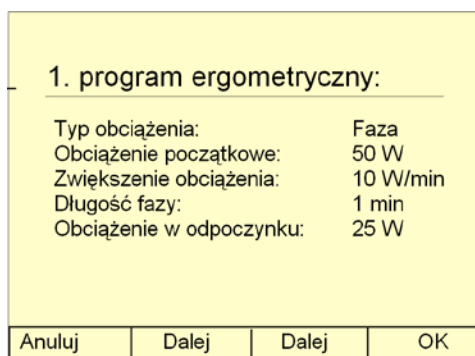 1. program ergometryczny:
Typ obciążenia: Faza
Obciążenie początkowe: 50 W
Zwiększenie obciążenia: 10 W/min
Długość fazy: 1 min
Obciążenie w odpoczynku: 25 W
Anuluj Dalej Dalej OK